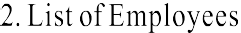 2. List of Employees